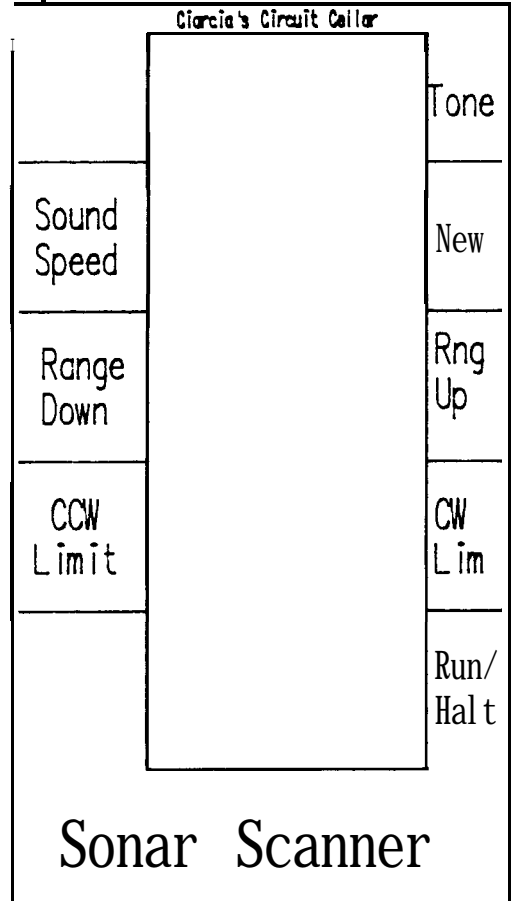 Ciarcia's Circuit Cellar
Tone
Sound
Speed
New
Range
Down
Rng
Up
CCW
Limit
CW
Lim
Run/
Halt
Sonar Scanner